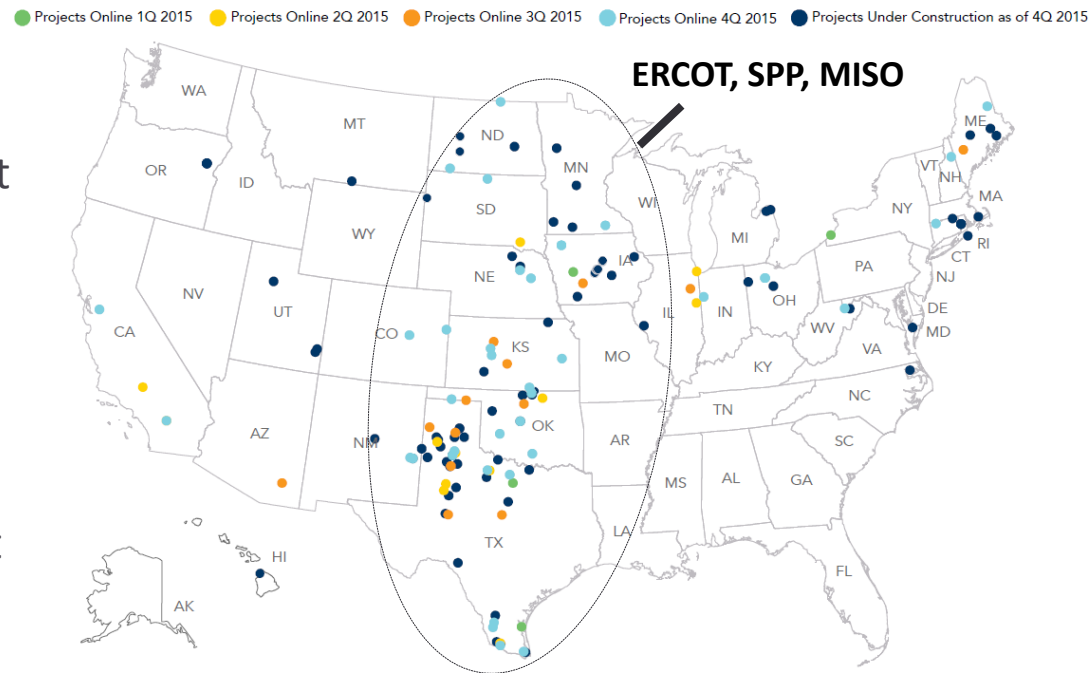 Projects Online 1Q 2015 Projects Online 2Q 2015 Projects Online 3Q 2015 Projects Online 4Q 2015 Projects Under Construction as of 4Q 2015
ERCOT, SPP, MISO
WA
MT
ND
MN
ME
OR
ID
VT
NH
WI
SD
NY
MA
WY
MI
RI
CT
IA
NE
PA
NJ
NV
UT
IL
IN
OH
DE
CO
WV
MD
CA
KS
MO
VA
KY
NC
TN
AZ
NM
OK
AR
SC
MS
AL
GA
LA
TX
HI
FL
AK
t